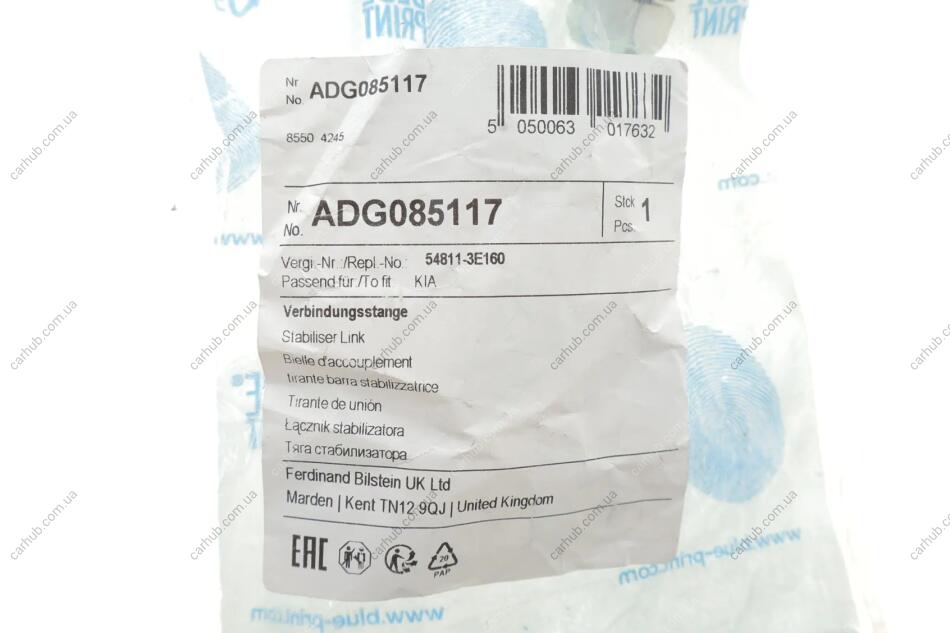 BLUE
PRINT
Nr
No. ADG085117
8550 4245
5 050063 017632
Nr.
No. ADG085117
Stck
Pcs. 1
Vergl.-Nr.:/Repl.-No.: 54811-3E160
Passend für/To fit KIA
Verbindungsstange
Stabiliser Link
Bielle d'accouplement
tirante barra stabilizzatrice
Tirante de unión
Łącznik stabilizatora
Тяга стабилизатора
Ferdinand Bilstein UK Ltd
Marden | Kent TN12 9QJ | United Kingdom
EAC
20
PAP
www.blue-print.com
www.blue-print.com
carhub.com.ua